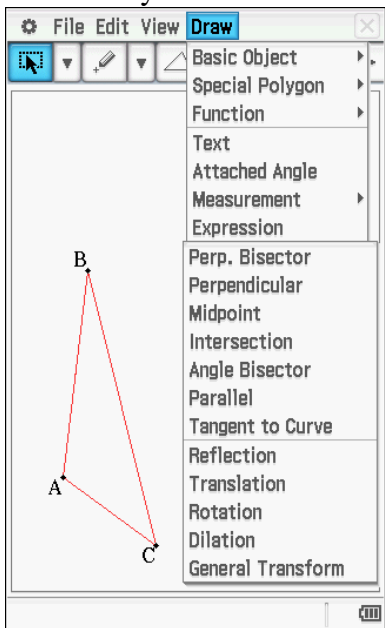 File Edit View Draw
Basic Object
Special Polygon
Function
Text
Attached Angle
Measurement
Expression
Perp. Bisector
Perpendicular
Midpoint
Intersection
Angle Bisector
Parallel
Tangent to Curve
Reflection
Translation
Rotation
Dilation
General Transform
B
A
C